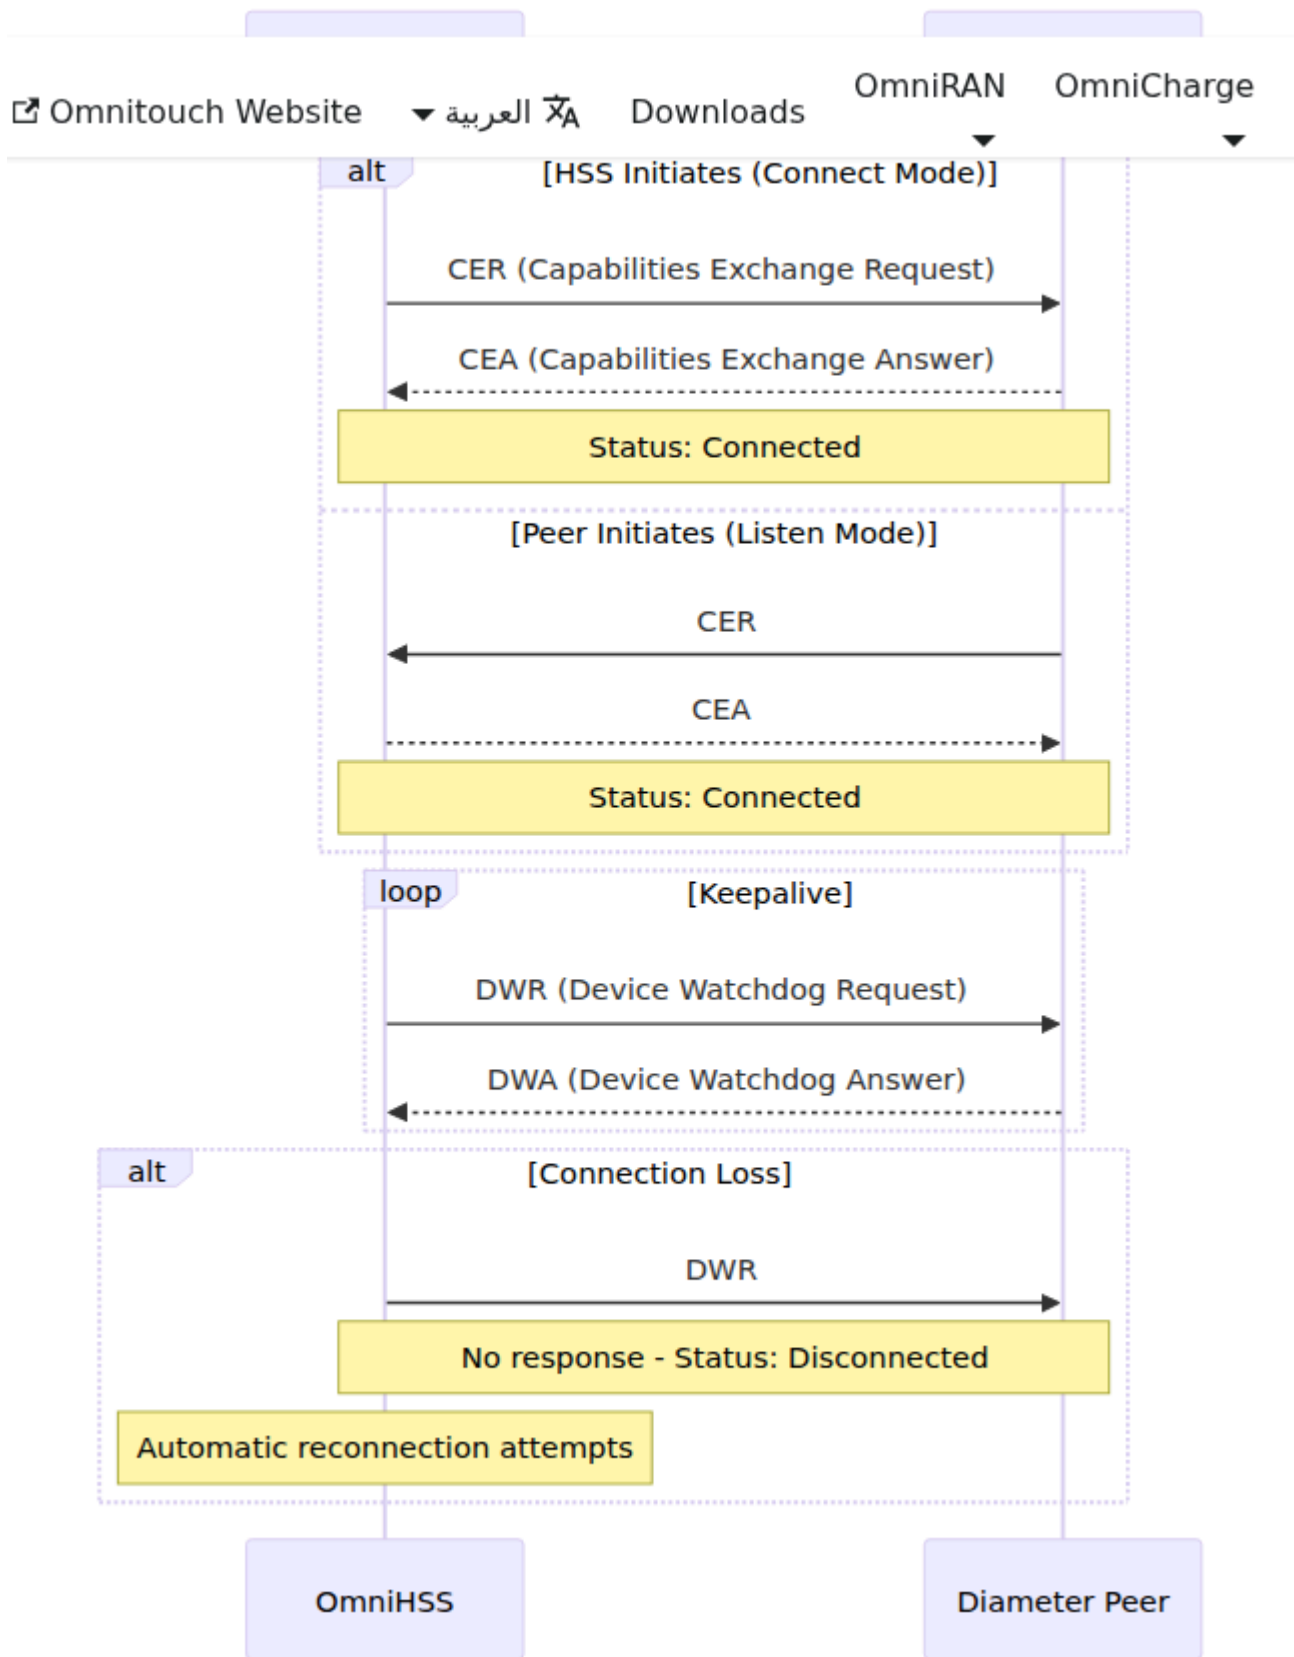 Omnitouch Website
العربية
Downloads
OmniRAN
OmniCharge
alt
[HSS Initiates (Connect Mode)]
CER (Capabilities Exchange Request)
CEA (Capabilities Exchange Answer)
Status: Connected
[Peer Initiates (Listen Mode)]
CER
CEA
Status: Connected
loop
[Keepalive]
DWR (Device Watchdog Request)
DWA (Device Watchdog Answer)
alt
[Connection Loss]
DWR
No response - Status: Disconnected
Automatic reconnection attempts
OmniHSS
Diameter Peer